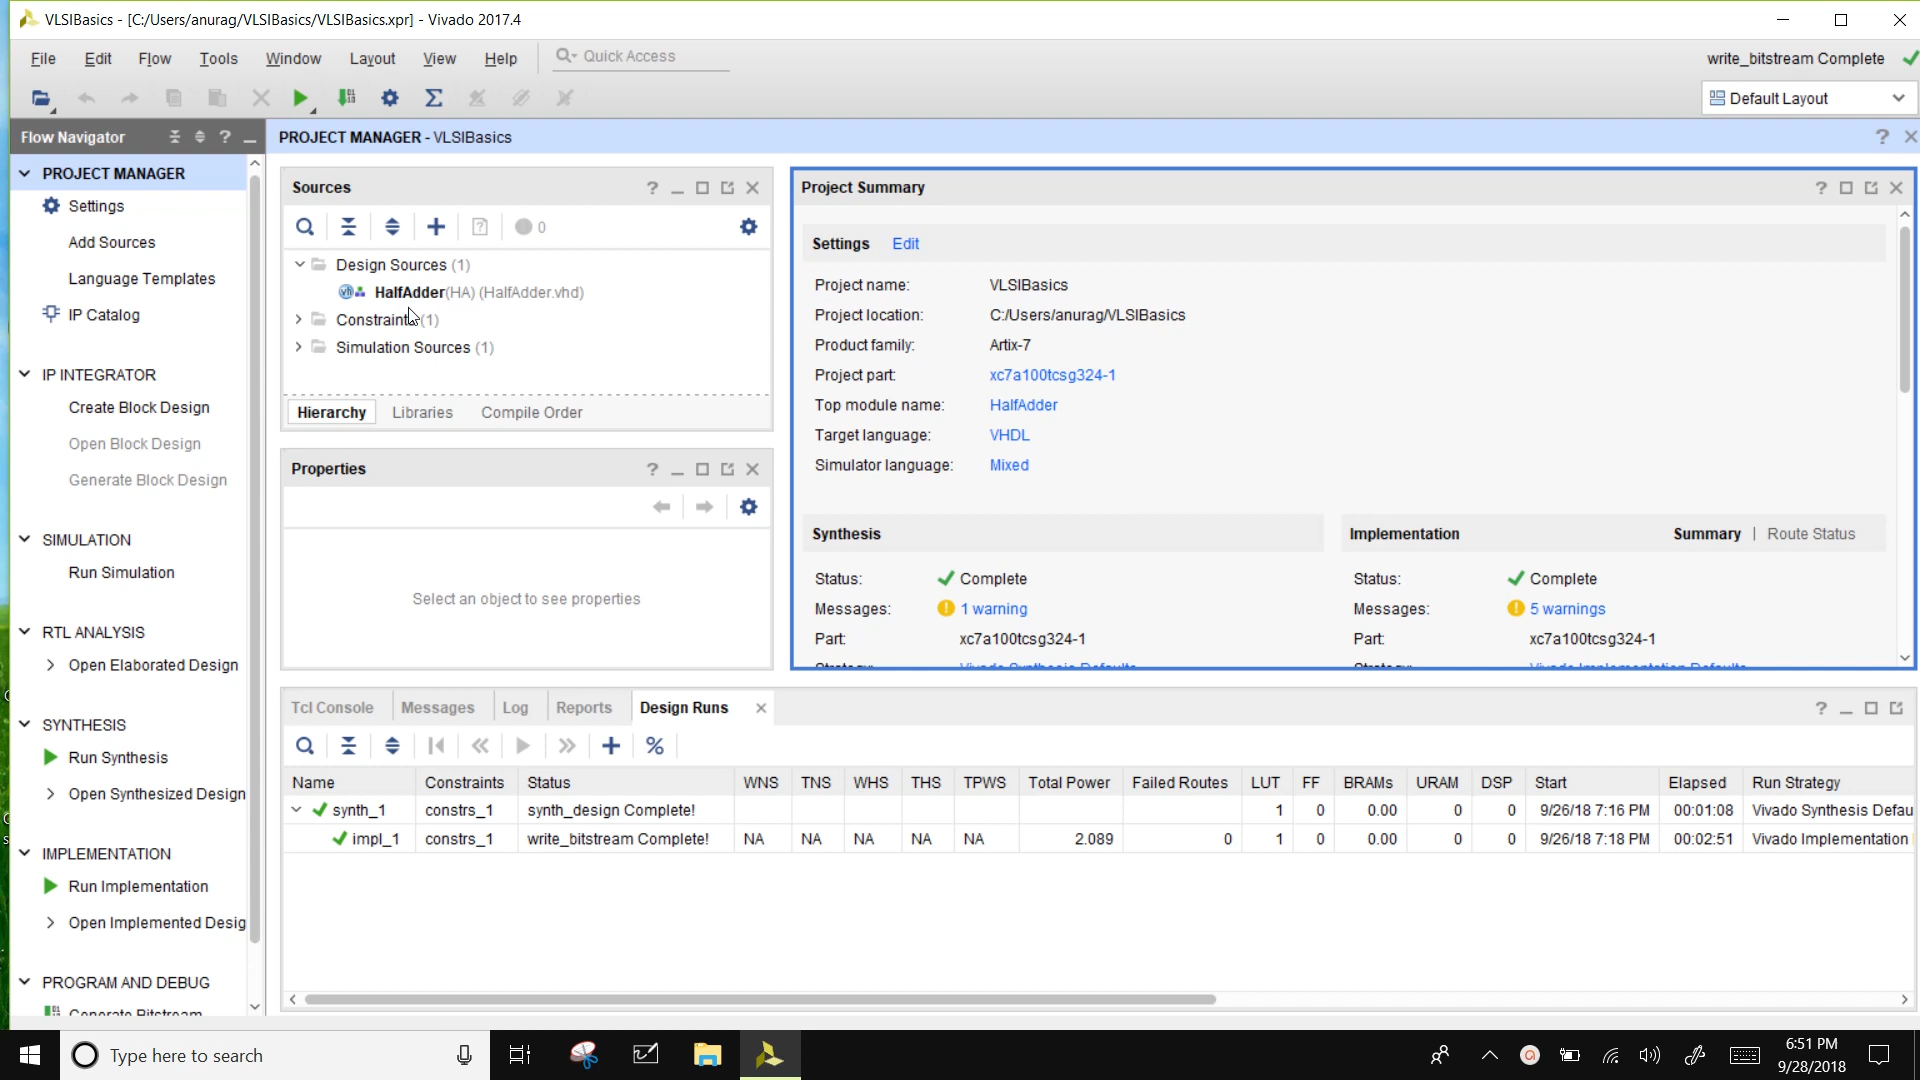 VLSIBasics - [C:/Users/anurag/VLSIBasics/VLSIBasics.xpr] - Vivado 2017.4
File Edit Flow Tools Window Layout View Help Quick Access
write_bitstream Complete
Default Layout
Flow Navigator
PROJECT MANAGER
Settings
Add Sources
Language Templates
IP Catalog
IP INTEGRATOR
Create Block Design
Open Block Design
Generate Block Design
SIMULATION
Run Simulation
RTL ANALYSIS
Open Elaborated Design
SYNTHESIS
Run Synthesis
Open Synthesized Design
IMPLEMENTATION
Run Implementation
Open Implemented Desig
PROGRAM AND DEBUG
Generate Bitstream
PROJECT MANAGER - VLSIBasics
Sources
0
Design Sources (1)
HalfAdder(HA) (HalfAdder.vhd)
Constraint (1)
Simulation Sources (1)
Hierarchy Libraries Compile Order
Properties
Select an object to see properties
Project Summary
Settings Edit
Project name: VLSIBasics
Project location: C:/Users/anurag/VLSIBasics
Product family: Artix-7
Project part: xc7a100tcsg324-1
Top module name: HalfAdder
Target language: VHDL
Simulator language: Mixed
Synthesis
Status: Complete
Messages: 1 warning
Part: xc7a100tcsg324-1
Strategy: Vivado Synthesis Defaults
Implementation Summary | Route Status
Status: Complete
Messages: 5 warnings
Part: xc7a100tcsg324-1
Strategy: Vivado Implementation Defaults
Tcl Console Messages Log Reports Design Runs
Name Constraints Status WNS TNS WHS THS TPWS Total Power Failed Routes LUT FF BRAMs URAM DSP Start Elapsed Run Strategy
synth_1 constrs_1 synth_design Complete! 1 0 0.00 0 0 9/26/18 7:16 PM 00:01:08 Vivado Synthesis Defau
impl_1 constrs_1 write_bitstream Complete! NA NA NA NA NA 2.089 0 1 0 0.00 0 0 9/26/18 7:18 PM 00:02:51 Vivado Implementation
Type here to search
6:51 PM
9/28/2018